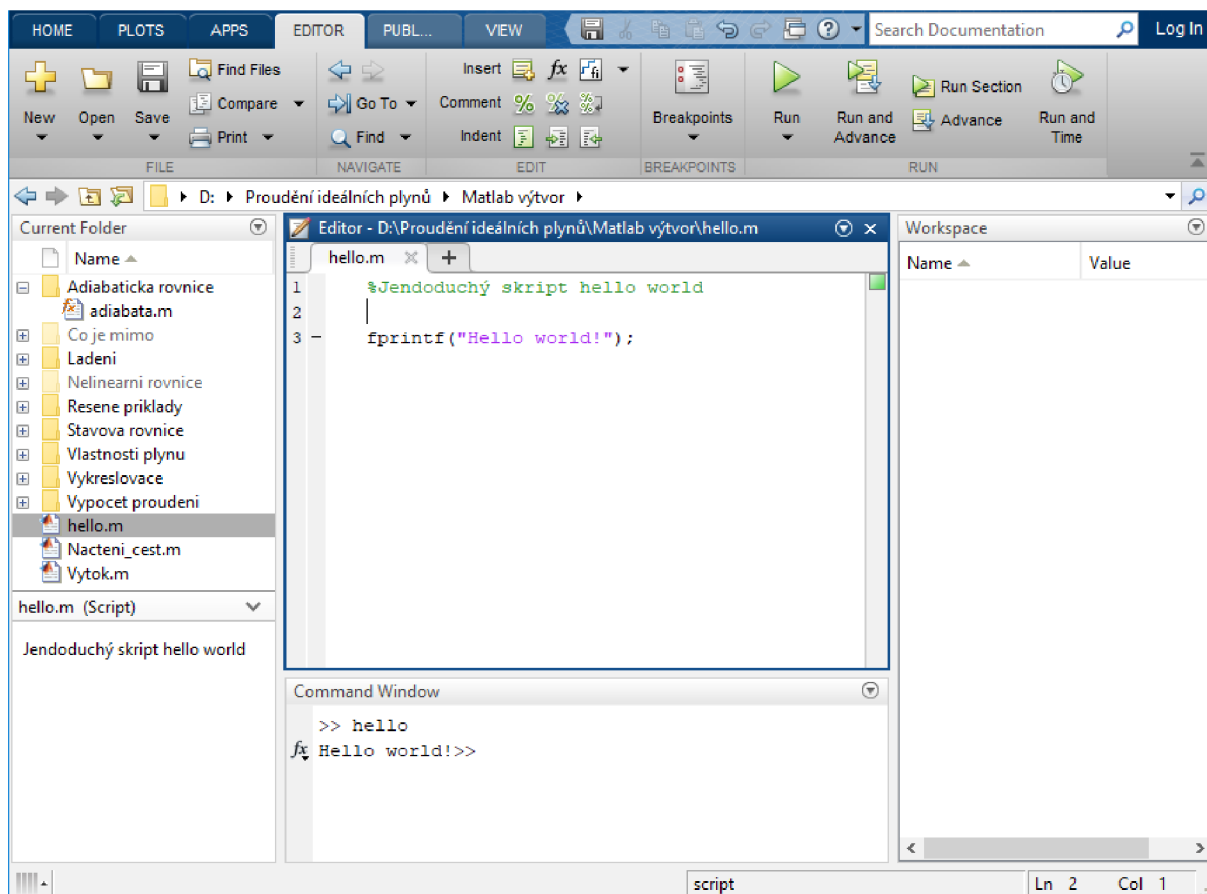 HOME PLOTS APPS EDITOR PUBL... VIEW Search Documentation Log In
New Open Save Find Files Compare Print
FILE
Go To Find
NAVIGATE
Insert fx
Comment
Indent
EDIT
Breakpoints
BREAKPOINTS
Run Run and Advance Run Section Advance Run and Time
RUN
D: Proudění ideálních plynů Matlab výtvor
Current Folder
Name
Adiabaticka rovnice
adiabata.m
Co je mimo
Ladeni
Nelinearni rovnice
Resene priklady
Stavova rovnice
Vlastnosti plynu
Vykreslovace
Vypocet proudeni
hello.m
Nacteni_cest.m
Vytok.m
hello.m (Script)
Jendoduchý skript hello world
Editor - D:\Proudění ideálních plynů\Matlab výtvor\hello.m
hello.m
1 %Jendoduchý skript hello world
2
3 fprintf("Hello world!");
Command Window
>> hello
fx Hello world!>>
Workspace
Name Value
script Ln 2 Col 1